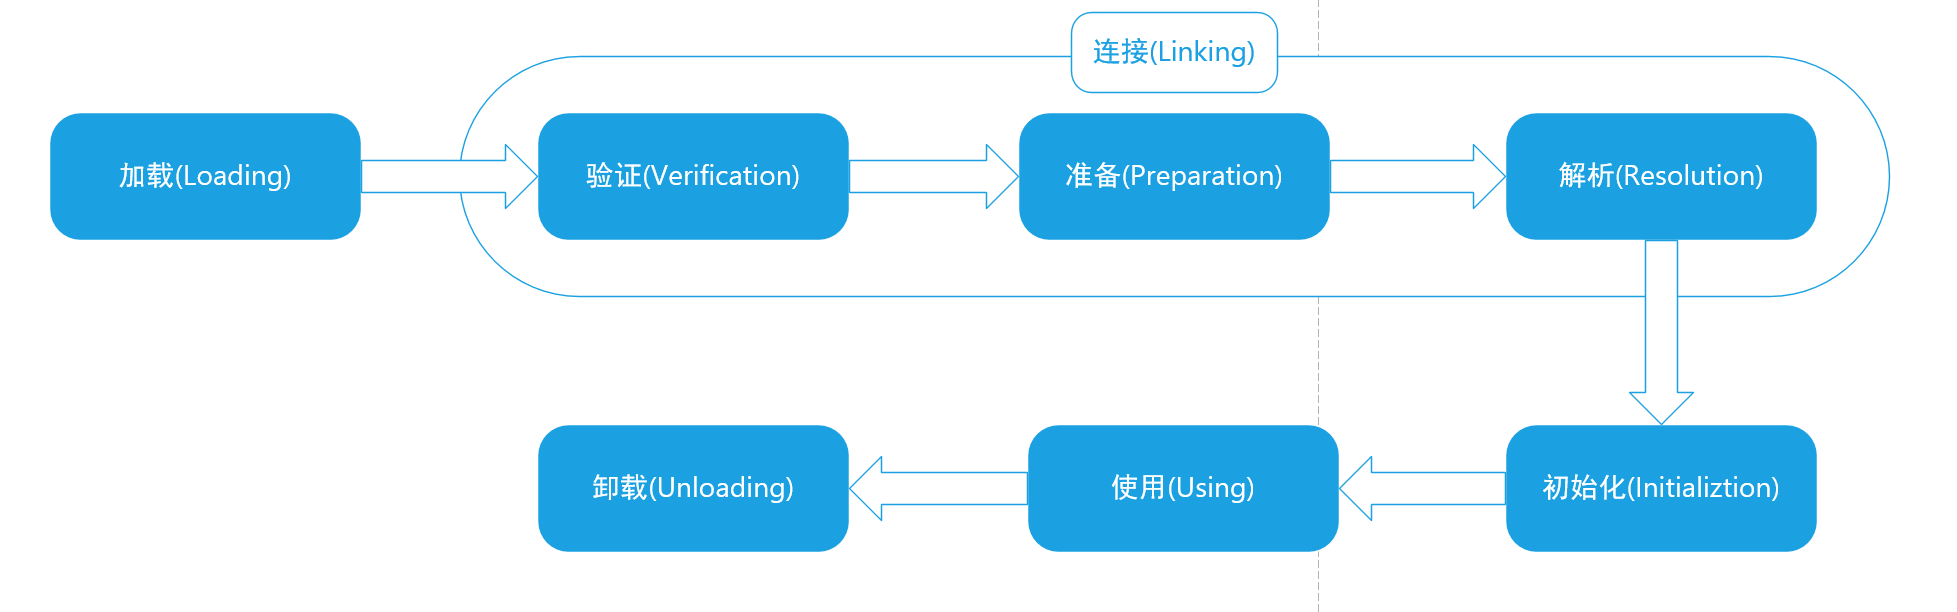 连接(Linking)
加载(Loading)
验证(Verification)
准备(Preparation)
解析(Resolution)
初始化(Initializtion)
使用(Using)
卸载(Unloading)